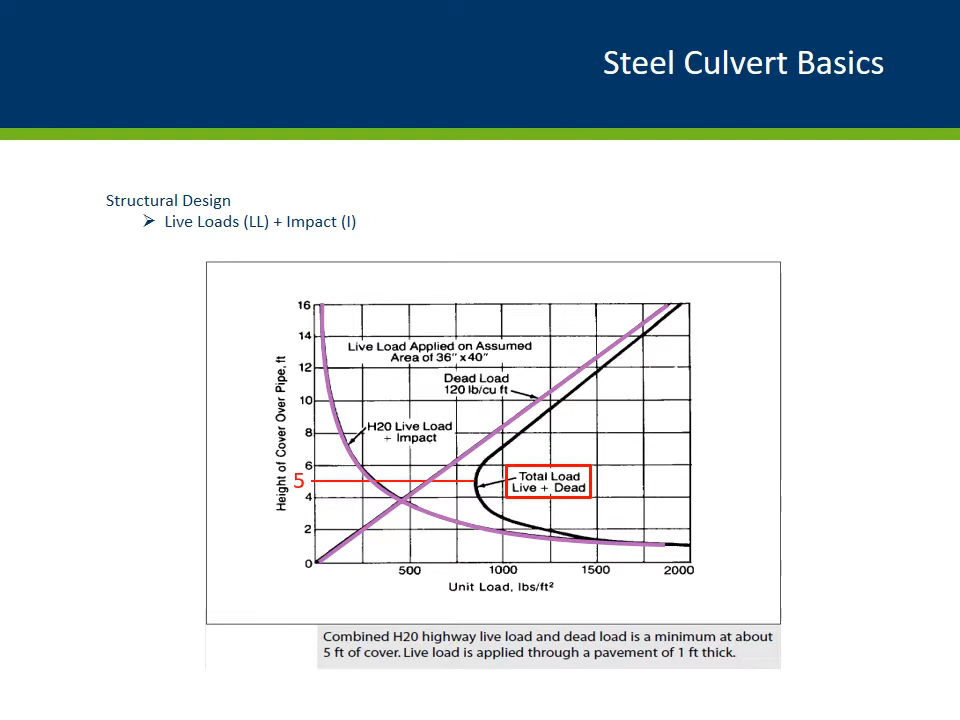 Steel Culvert Basics
Structural Design
➢ Live Loads (LL) + Impact (I)
16
14
12
10
8
6
5
4
2
0
Height of Cover Over Pipe, ft
Live Load Applied on Assumed
Area of 36" x 40"
Dead Load
120 lb/cu ft
H20 Live Load
+ Impact
Total Load
Live + Dead
500
1000
1500
2000
Unit Load, lbs/ft²
Combined H20 highway live load and dead load is a minimum at about
5 ft of cover. Live load is applied through a pavement of 1 ft thick.